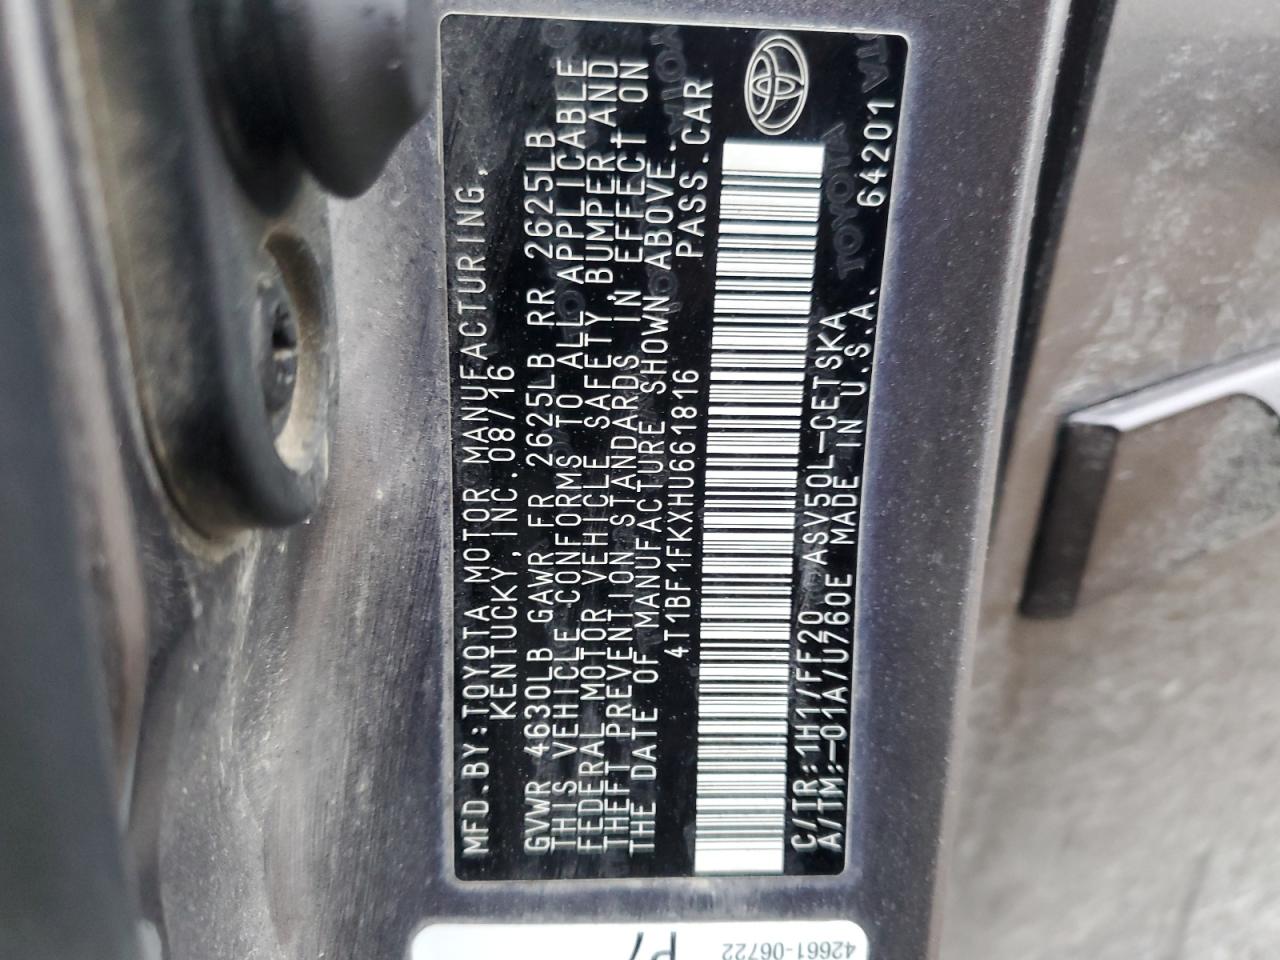 MFD.BY:TOYOTA MOTOR MANUFACTURING,
KENTUCKY, INC. 08/16
GVWR 4630LB GAWR FR 2625LB RR 2625LB
THIS VEHICLE CONFORMS TO ALL APPLICABLE
FEDERAL MOTOR VEHICLE SAFETY, BUMPER, AND
THEFT PREVENTION STANDARDS IN EFFECT ON
THE DATE OF MANUFACTURE SHOWN ABOVE.
4T1BF1FKXHU661816 PASS.CAR
C/TR:1H1/FF20 ASV50L-CETSKA
A/TM:-01A/U760E MADE IN U.S.A. 64201
TOYOTA
P7
42661-06722